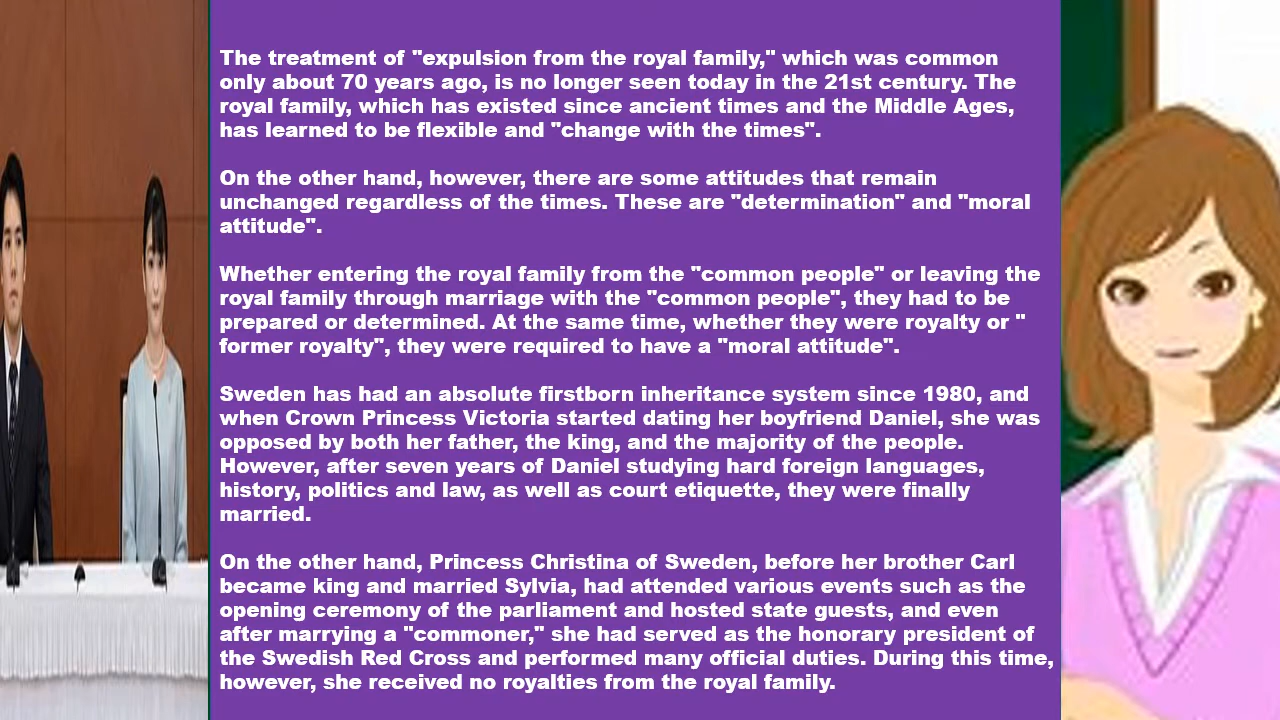 The treatment of "expulsion from the royal family," which was common
only about 70 years ago, is no longer seen today in the 21st century. The
royal family, which has existed since ancient times and the Middle Ages,
has learned to be flexible and "change with the times".
On the other hand, however, there are some attitudes that remain
unchanged regardless of the times. These are "determination" and "moral
attitude".
Whether entering the royal family from the "common people" or leaving the
royal family through marriage with the "common people", they had to be
prepared or determined. At the same time, whether they were royalty or "
former royalty", they were required to have a "moral attitude".
Sweden has had an absolute firstborn inheritance system since 1980, and
when Crown Princess Victoria started dating her boyfriend Daniel, she was
opposed by both her father, the king, and the majority of the people.
However, after seven years of Daniel studying hard foreign languages,
history, politics and law, as well as court etiquette, they were finally
married.
On the other hand, Princess Christina of Sweden, before her brother Carl
became king and married Sylvia, had attended various events such as the
opening ceremony of the parliament and hosted state guests, and even
after marrying a "commoner," she had served as the honorary president of
the Swedish Red Cross and performed many official duties. During this time,
however, she received no royalties from the royal family.